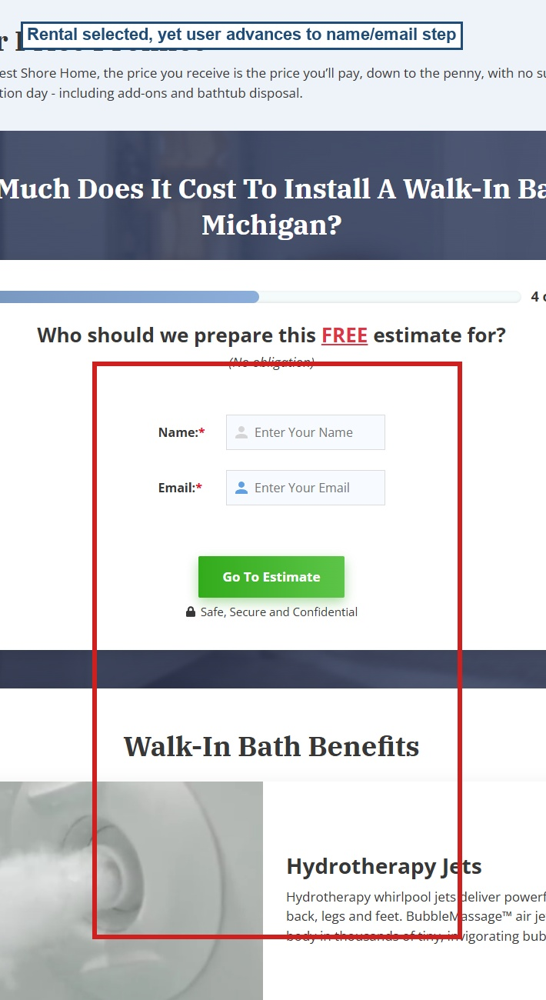 Rental selected, yet user advances to name/email step
est Shore Home, the price you receive is the price you’ll pay, down to the penny, with no su
tion day - including add-ons and bathtub disposal.
Much Does It Cost To Install A Walk-In Ba
Michigan?
4 o
Who should we prepare this FREE estimate for?
(No obligation)
Name:*
Enter Your Name
Email:*
Enter Your Email
Go To Estimate
Safe, Secure and Confidential
Walk-In Bath Benefits
Hydrotherapy Jets
Hydrotherapy whirlpool jets deliver powerf
back, legs and feet. BubbleMassage™ air je
body in thousands of tiny, invigorating bub